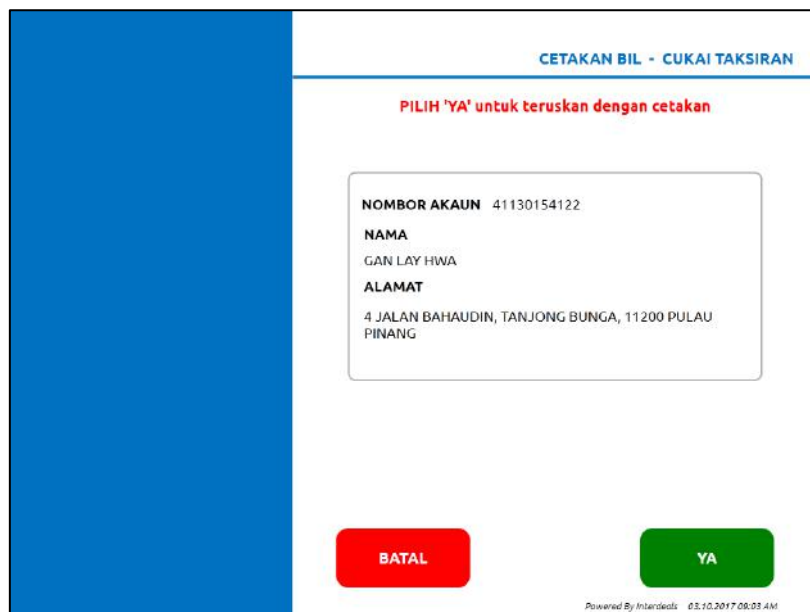 CETAKAN BIL - CUKAI TAKSIRAN
PILIH 'YA' untuk teruskan dengan cetakan
NOMBOR AKAUN 41130154122
NAMA
GAN LAY HWA
ALAMAT
4 JALAN BAHAUDIN, TANJONG BUNGA, 11200 PULAU
PINANG
BATAL
YA
Powered By Interdeals 03.10.2017 09:03 AM